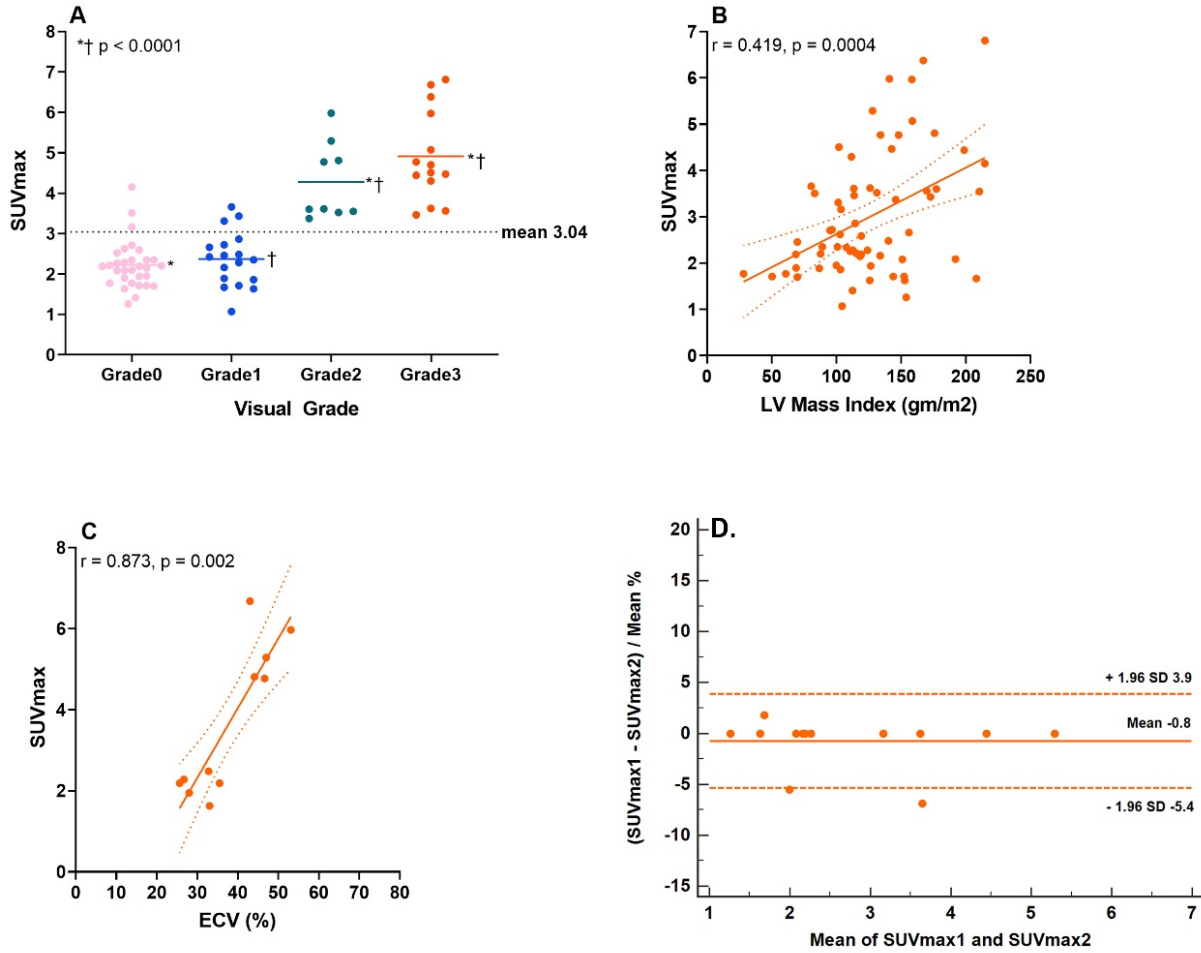 A
*† p < 0.0001
SUVmax
8
7
6
5
4
3
2
1
0
*
†
*†
*†
mean 3.04
Grade0 Grade1 Grade2 Grade3
Visual Grade
B
r = 0.419, p = 0.0004
SUVmax
7
6
5
4
3
2
1
0
0 50 100 150 200 250
LV Mass Index (gm/m2)
C
r = 0.873, p = 0.002
SUVmax
8
6
4
2
0
0 10 20 30 40 50 60 70 80
ECV (%)
D.
(SUVmax1 - SUVmax2) / Mean %
20
15
10
5
0
-5
-10
-15
+ 1.96 SD 3.9
Mean -0.8
- 1.96 SD -5.4
1 2 3 4 5 6 7
Mean of SUVmax1 and SUVmax2